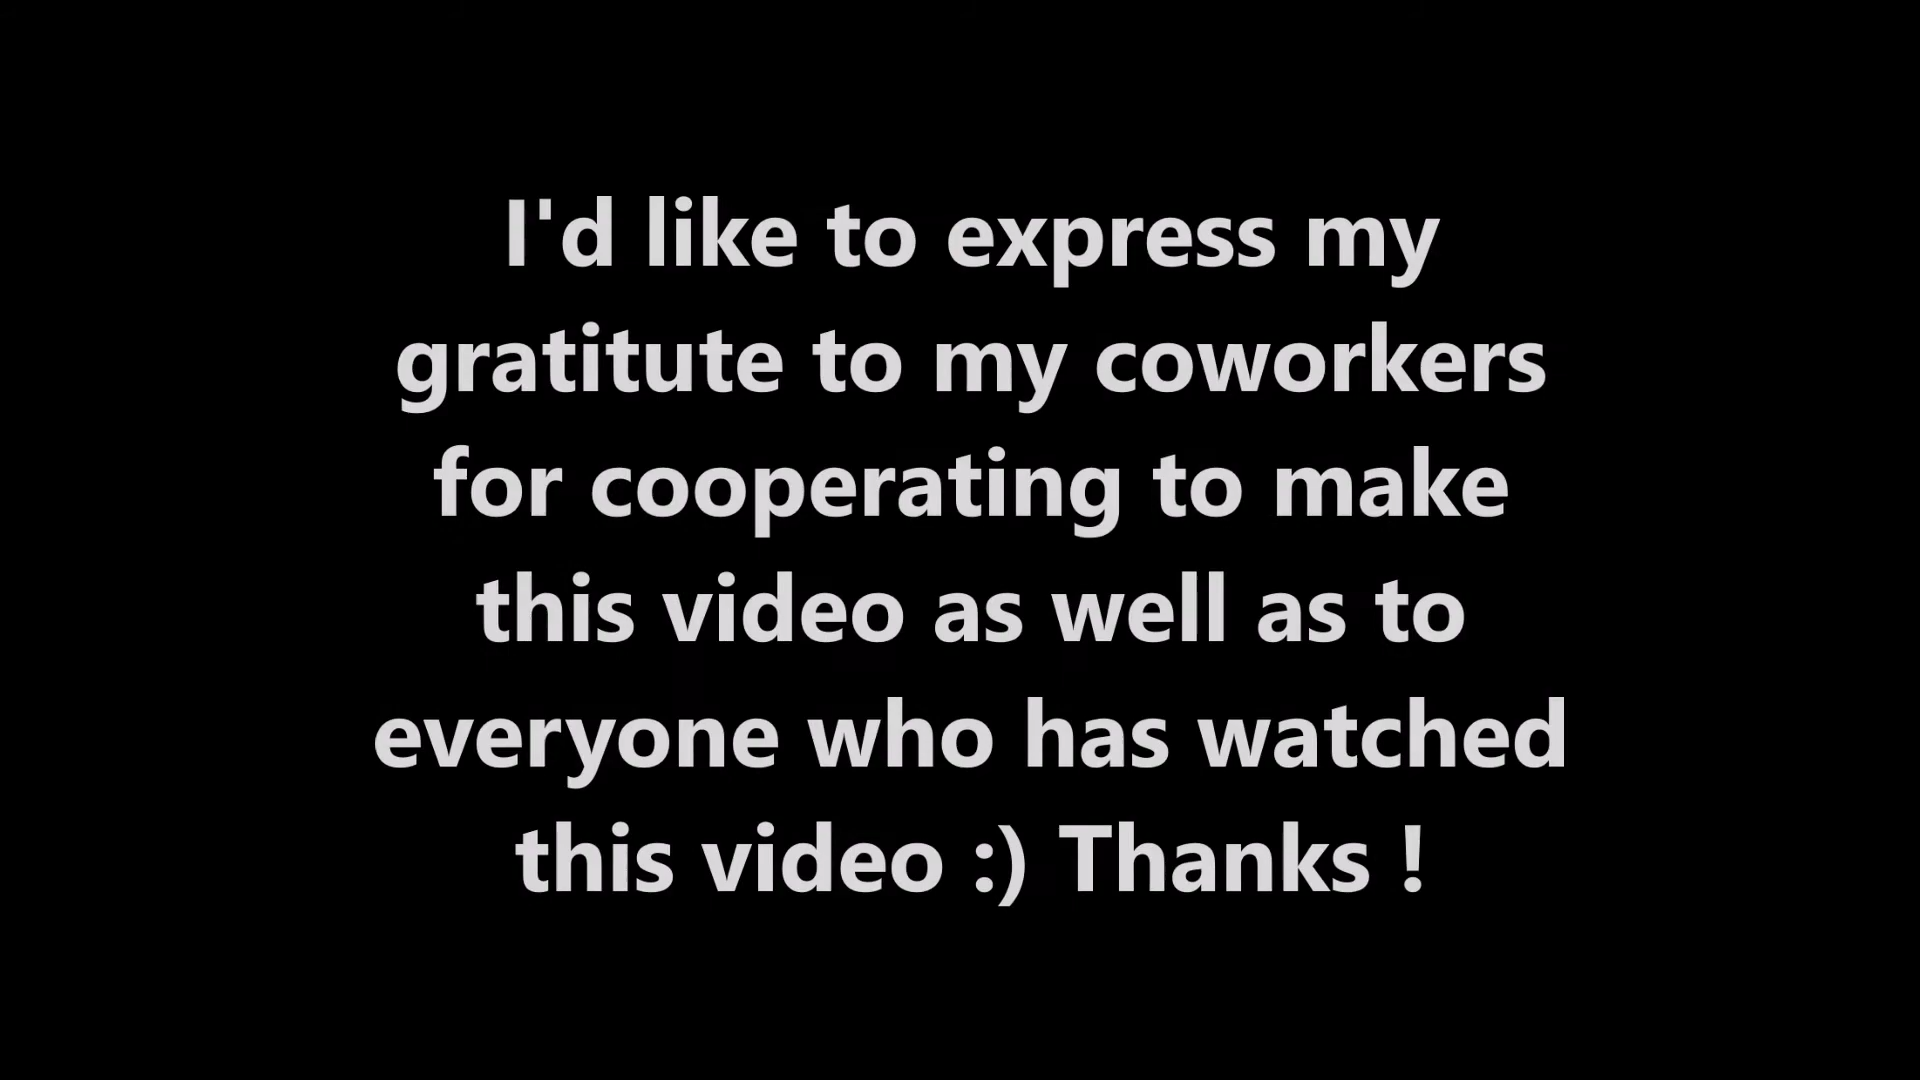 I'd like to express my
gratitute to my coworkers
for cooperating to make
this video as well as to
everyone who has watched
this video :) Thanks !